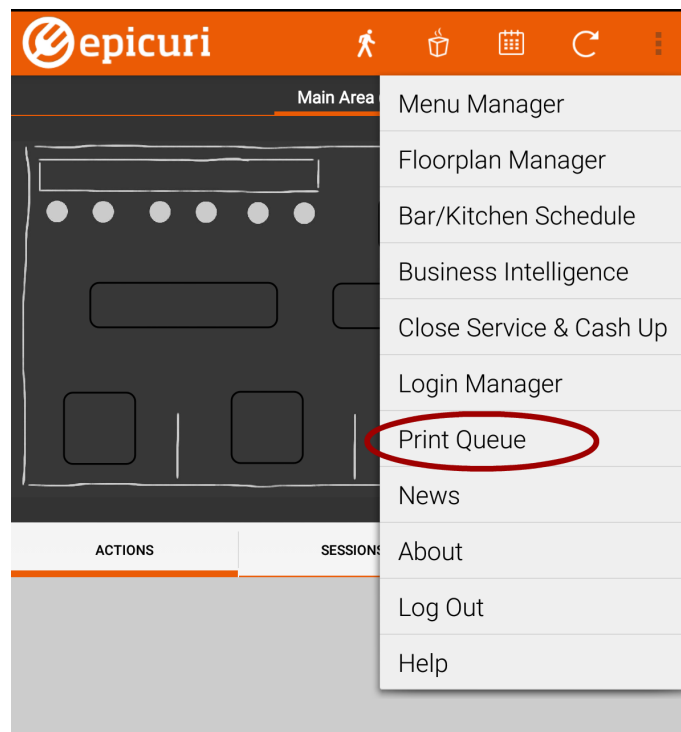 epicuri
Main Area
Menu Manager
Floorplan Manager
Bar/Kitchen Schedule
Business Intelligence
Close Service & Cash Up
Login Manager
Print Queue
News
ACTIONS
SESSIONS
About
Log Out
Help